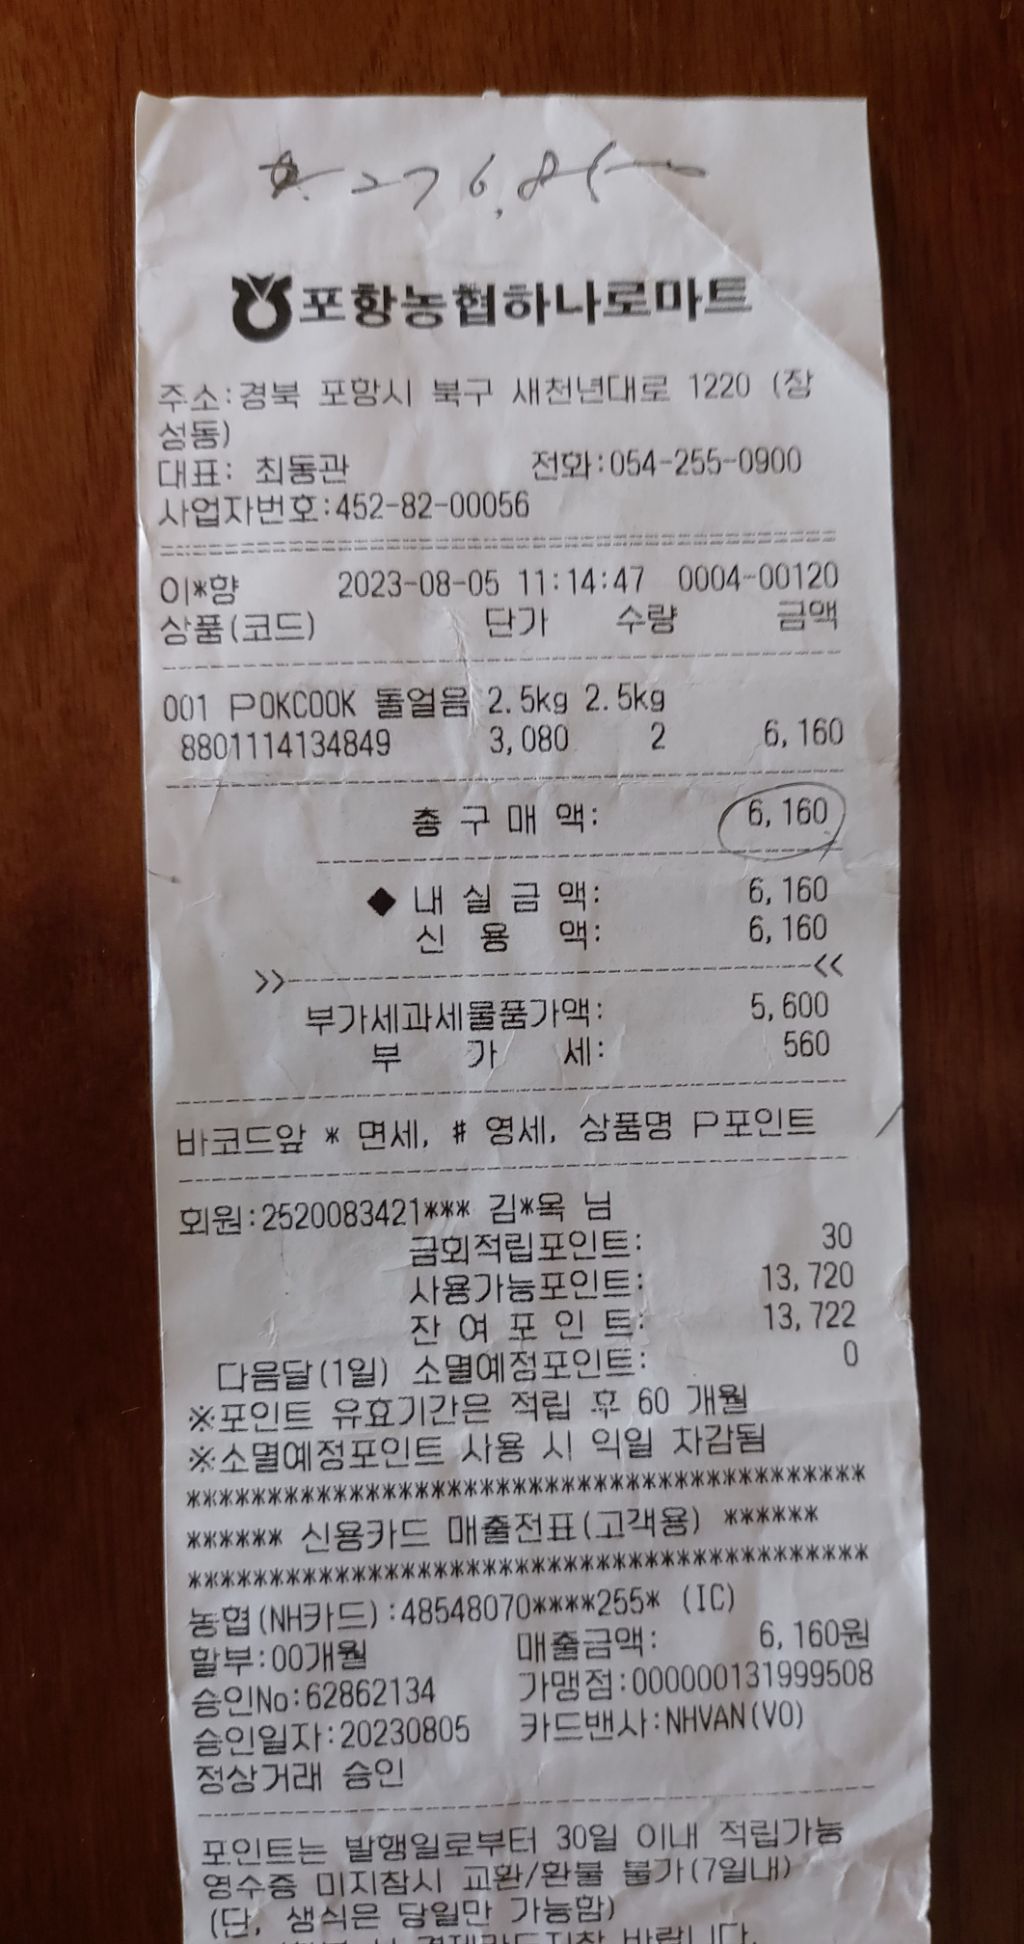 276,85
포항농협하나로마트
주소:경북 포항시 북구 새천년대로 1220 (장
성동)
대표: 최동관 전화:054-255-0900
사업자번호:452-82-00056
이*향 2023-08-05 11:14:47 0004-00120
상품(코드) 단가 수량 금액
001 POKCOOK 돌얼음 2.5kg 2.5kg
8801114134849 3,080 2 6,160
총 구 매 액: 6,160
◆ 내 실 금 액: 6,160
신 용 액: 6,160
>>--------------------<<
부가세과세물품가액: 5,600
부 가 세: 560
바코드앞 * 면세, # 영세, 상품명 P포인트
회원:2520083421*** 김*옥 님
금회적립포인트: 30
사용가능포인트: 13,720
잔 여 포 인 트: 13,722
다음달(1일) 소멸예정포인트: 0
※포인트 유효기간은 적립 후 60 개월
※소멸예정포인트 사용 시 익일 차감됨
******************************************
****** 신용카드 매출전표(고객용) ******
******************************************
농협(NH카드):48548070****255* (IC)
할부:00개월 매출금액: 6,160원
승인No:62862134 가맹점:000000131999508
승인일자:20230805 카드밴사:NHVAN(V0)
정상거래 승인
포인트는 발행일로부터 30일 이내 적립가능
영수증 미지참시 교환/환불 불가(7일내)
(단, 생식은 당일만 가능함)
결제카드지참 바랍니다.